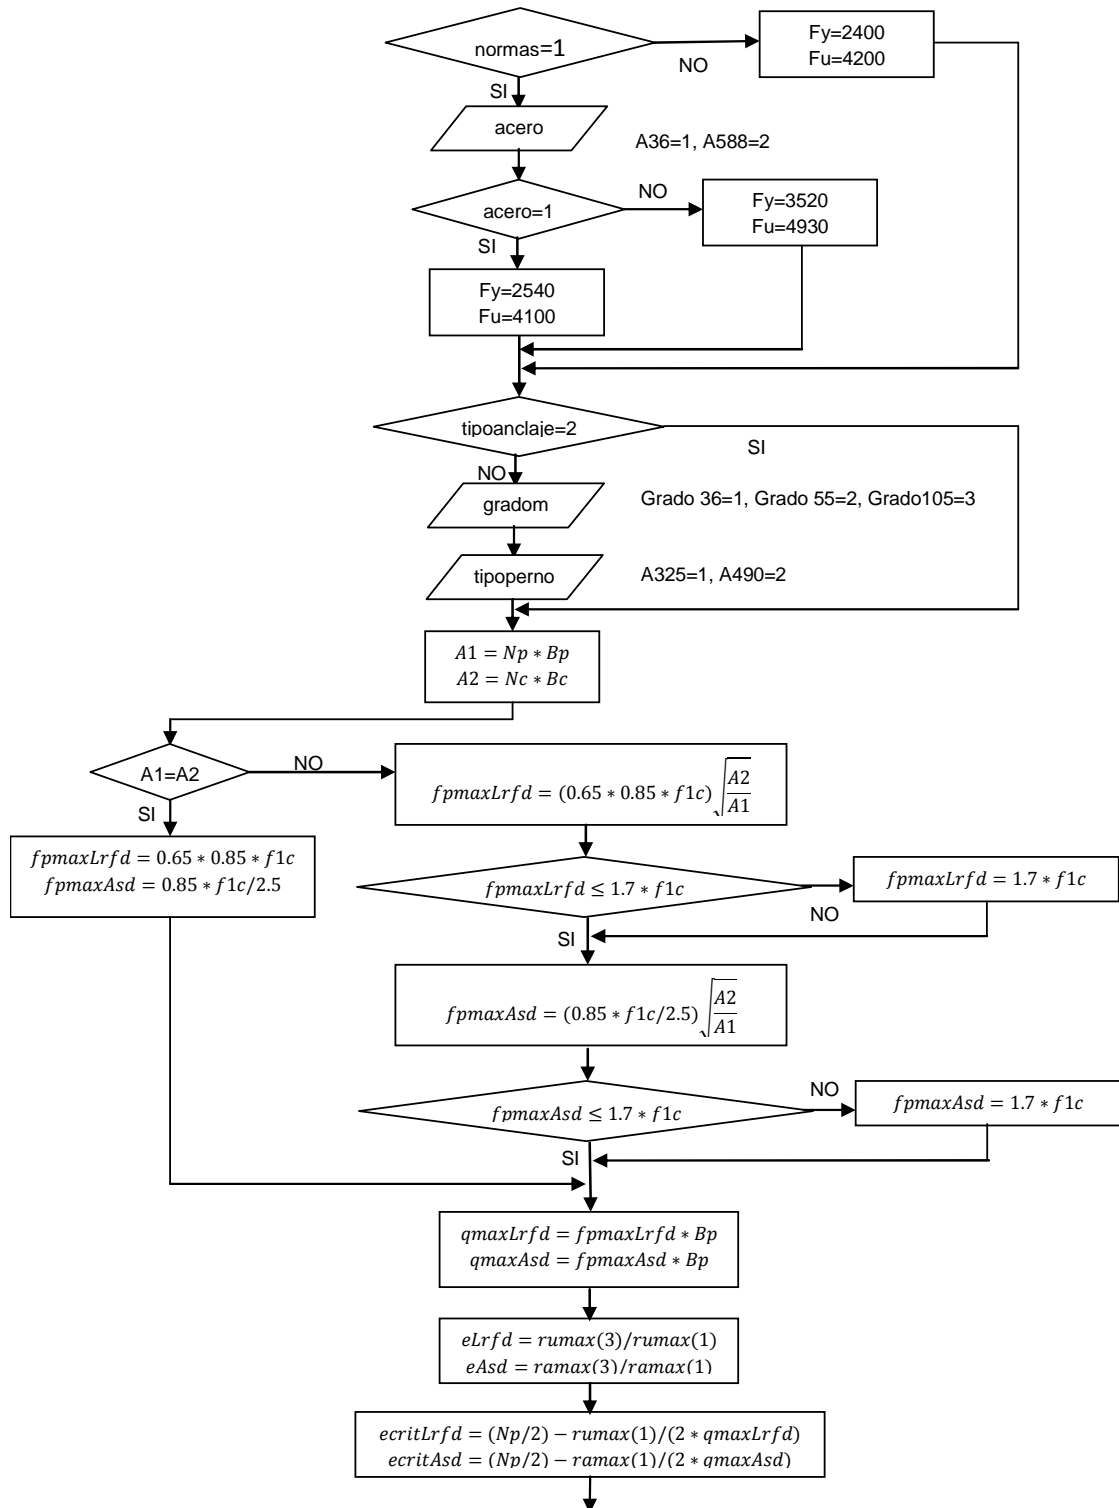 normas=1
NO
Fy=2400
Fu=4200
SI
acero
A36=1, A588=2
acero=1
NO
Fy=3520
Fu=4930
SI
Fy=2540
Fu=4100
tipoanclaje=2
SI
NO
gradom
Grado 36=1, Grado 55=2, Grado105=3
tipoperno
A325=1, A490=2
A1 = Np * Bp
A2 = Nc * Bc
A1=A2
NO
fpmaxLrfd = (0.65 * 0.85 * f1c)√(A2/A1)
SI
fpmaxLrfd = 0.65 * 0.85 * f1c
fpmaxAsd = 0.85 * f1c/2.5
fpmaxLrfd ≤ 1.7 * f1c
NO
fpmaxLrfd = 1.7 * f1c
SI
fpmaxAsd = (0.85 * f1c/2.5)√(A2/A1)
fpmaxAsd ≤ 1.7 * f1c
NO
fpmaxAsd = 1.7 * f1c
SI
qmaxLrfd = fpmaxLrfd * Bp
qmaxAsd = fpmaxAsd * Bp
eLrfd = rumax(3)/rumax(1)
eAsd = ramax(3)/ramax(1)
ecritLrfd = (Np/2) − rumax(1)/(2 * qmaxLrfd)
ecritAsd = (Np/2) − ramax(1)/(2 * qmaxAsd)